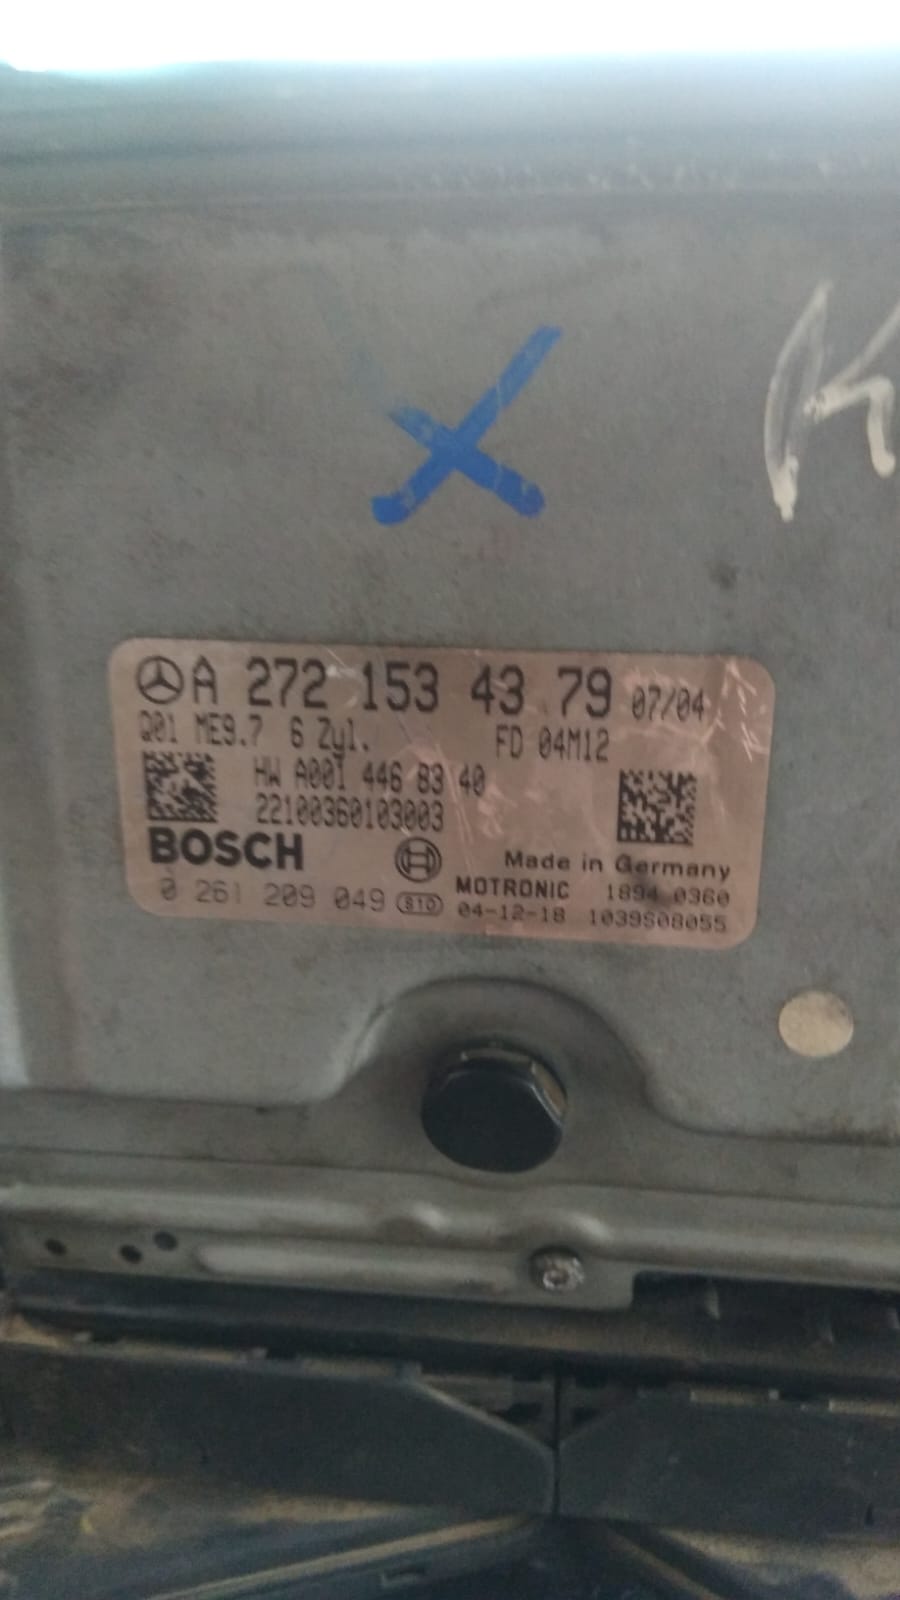 K
A 272 153 43 79 07/04
Q01 ME9.7 6 Zyl. FD 04M12
HW A001 446 83 40
22100360103003
BOSCH Made in Germany
MOTRONIC 1894 0360
0 261 209 049 S10 04-12-18 1039S08055